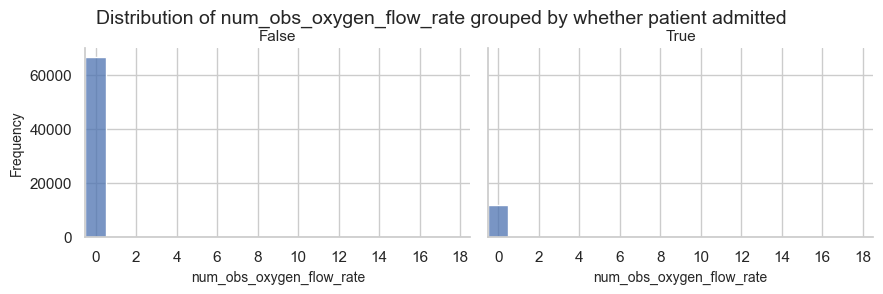 Distribution of num_obs_oxygen_flow_rate grouped by whether patient admitted
False
True
60000
40000
20000
0
Frequency
0 2 4 6 8 10 12 14 16 18
0 2 4 6 8 10 12 14 16 18
num_obs_oxygen_flow_rate
num_obs_oxygen_flow_rate